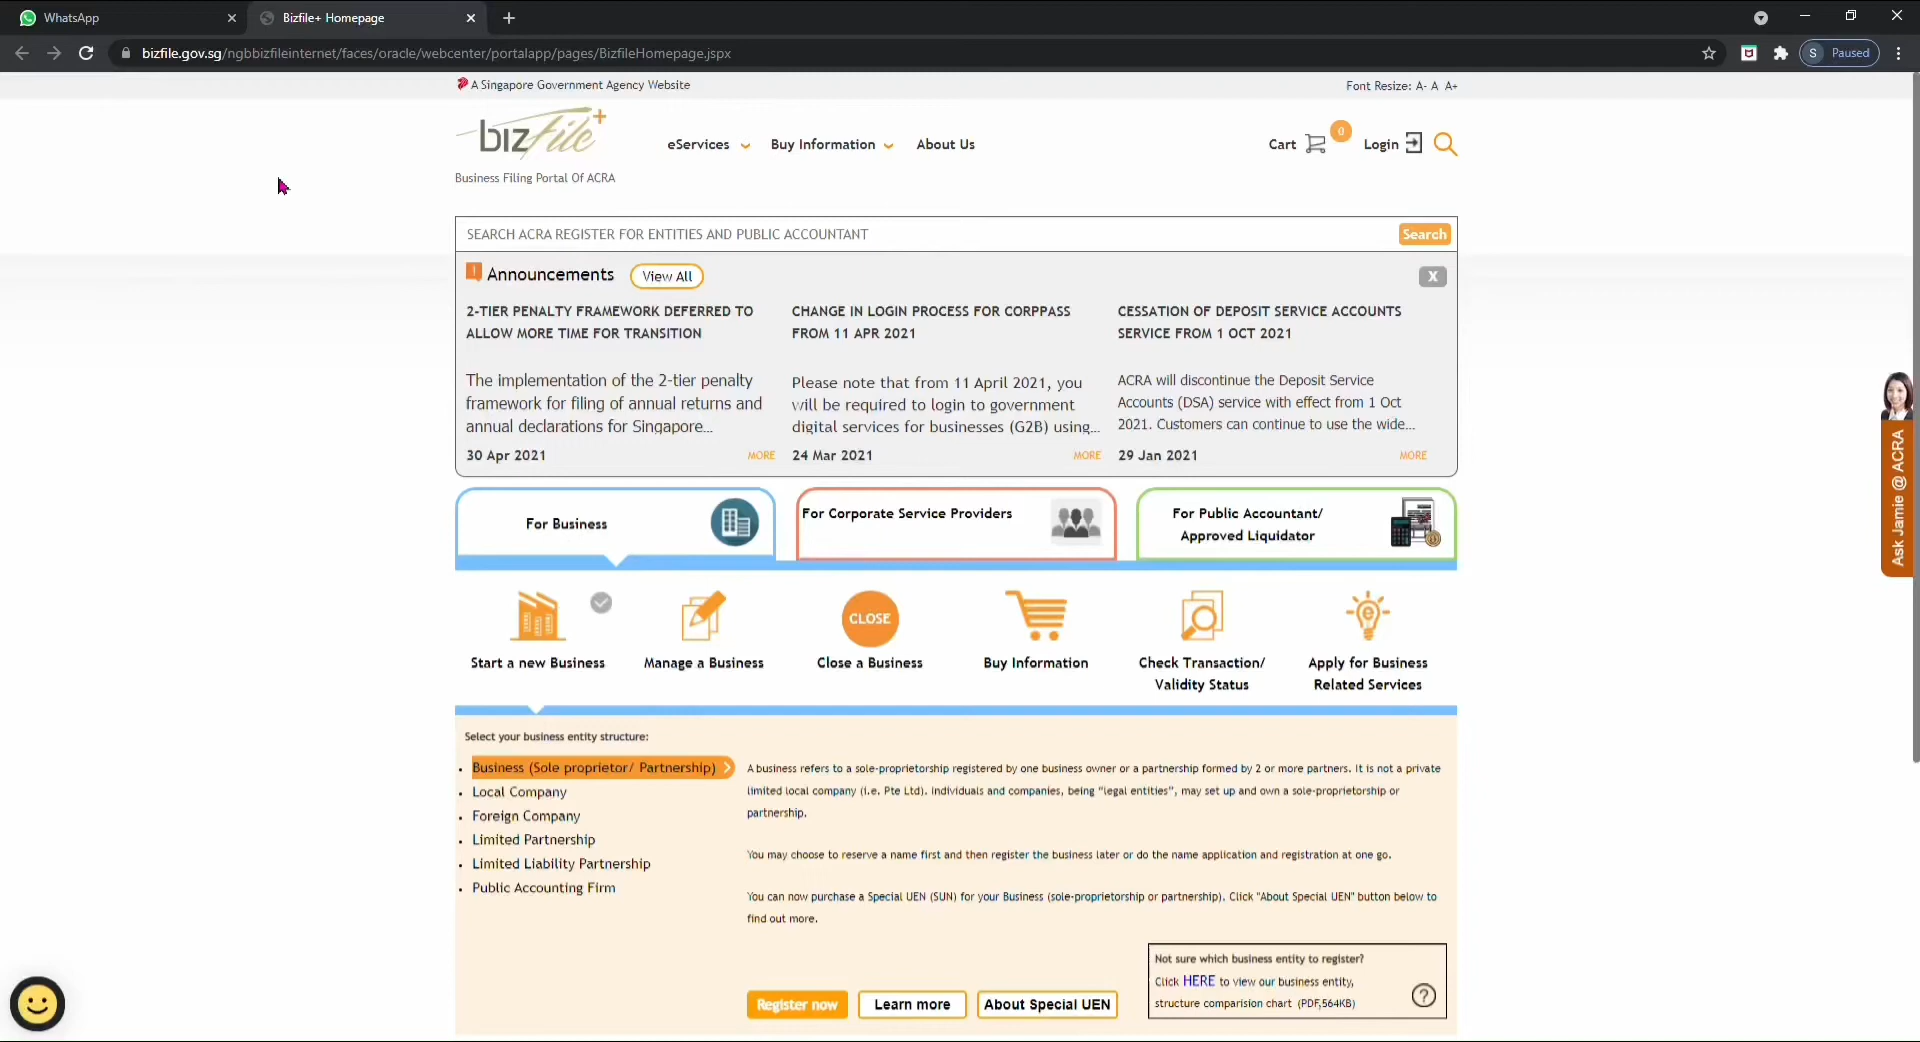 WhatsApp
Bizfile+ Homepage
bizfile.gov.sg/ngbbizfileinternet/faces/oracle/webcenter/portalapp/pages/BizfileHomepage.jspx
S Paused
A Singapore Government Agency Website
Font Resize: A- A A+
bizfile+
Business Filing Portal Of ACRA
eServices
Buy Information
About Us
Cart
0
Login
SEARCH ACRA REGISTER FOR ENTITIES AND PUBLIC ACCOUNTANT
Search
Announcements
View All
X
2-TIER PENALTY FRAMEWORK DEFERRED TO
ALLOW MORE TIME FOR TRANSITION
The implementation of the 2-tier penalty
framework for filing of annual returns and
annual declarations for Singapore...
30 Apr 2021
MORE
CHANGE IN LOGIN PROCESS FOR CORPPASS
FROM 11 APR 2021
Please note that from 11 April 2021, you
will be required to login to government
digital services for businesses (G2B) using...
24 Mar 2021
MORE
CESSATION OF DEPOSIT SERVICE ACCOUNTS
SERVICE FROM 1 OCT 2021
ACRA will discontinue the Deposit Service
Accounts (DSA) service with effect from 1 Oct
2021. Customers can continue to use the wide...
29 Jan 2021
MORE
Ask Jamie @ ACRA
For Business
For Corporate Service Providers
For Public Accountant/
Approved Liquidator
Start a new Business
Manage a Business
CLOSE
Close a Business
Buy Information
Check Transaction/
Validity Status
Apply for Business
Related Services
Select your business entity structure:
Business (Sole proprietor/ Partnership)
Local Company
Foreign Company
Limited Partnership
Limited Liability Partnership
Public Accounting Firm
A business refers to a sole-proprietorship registered by one business owner or a partnership formed by 2 or more partners. It is not a private
limited local company (i.e. Pte Ltd). Individuals and companies, being "legal entities", may set up and own a sole-proprietorship or
partnership.
You may choose to reserve a name first and then register the business later or do the name application and registration at one go.
You can now purchase a Special UEN (SUN) for your Business (sole-proprietorship or partnership). Click "About Special UEN" button below to
find out more.
Not sure which business entity to register?
Click HERE to view our business entity,
structure comparision chart (PDF,564KB)
?
Register now
Learn more
About Special UEN